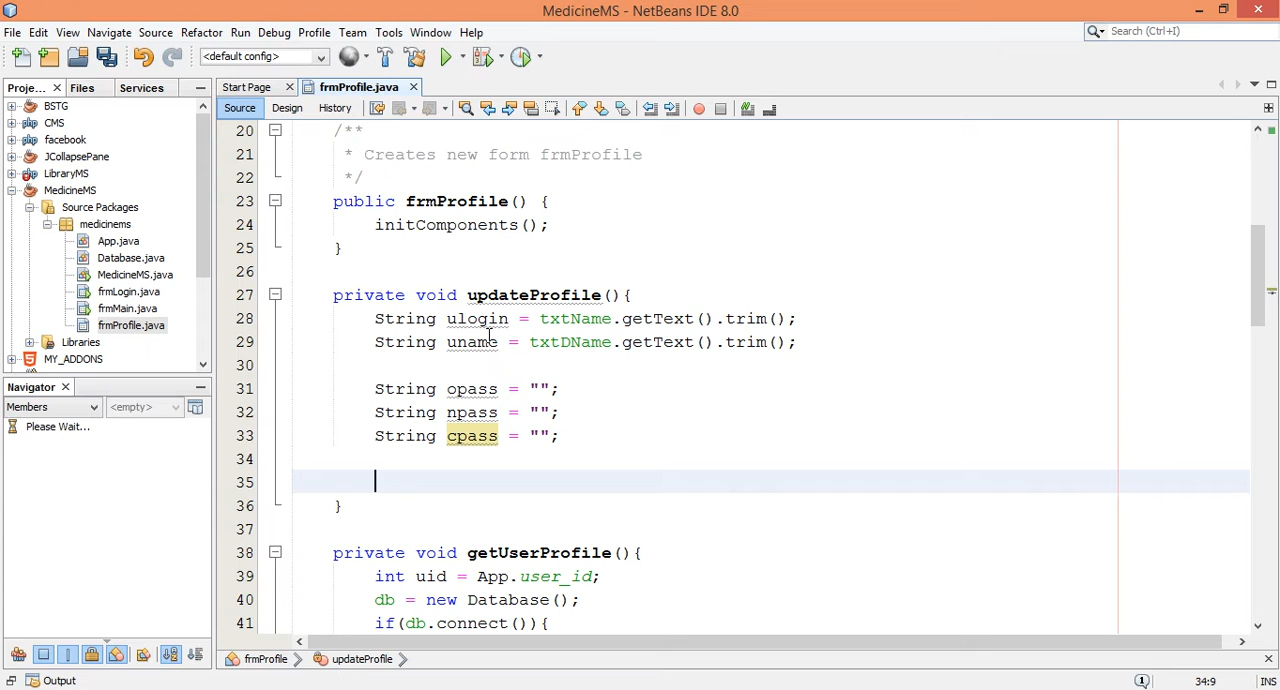 MedicineMS - NetBeans IDE 8.0
File Edit View Navigate Source Refactor Run Debug Profile Team Tools Window Help
Search (Ctrl+I)
<default config>
Proje... Files Services
Start Page frmProfile.java
Source Design History
BSTG
CMS
facebook
JCollapsePane
LibraryMS
MedicineMS
Source Packages
medicinems
App.java
Database.java
MedicineMS.java
frmLogin.java
frmMain.java
frmProfile.java
Libraries
MY_ADDONS
Navigator
Members <empty>
Please Wait...
20 /**
21 * Creates new form frmProfile
22 */
23 public frmProfile() {
24 initComponents();
25 }
26
27 private void updateProfile(){
28 String ulogin = txtName.getText().trim();
29 String uname = txtDName.getText().trim();
30
31 String opass = "";
32 String npass = "";
33 String cpass = "";
34
35
36 }
37
38 private void getUserProfile(){
39 int uid = App.user_id;
40 db = new Database();
41 if(db.connect()){
frmProfile updateProfile
Output
1 34:9 INS